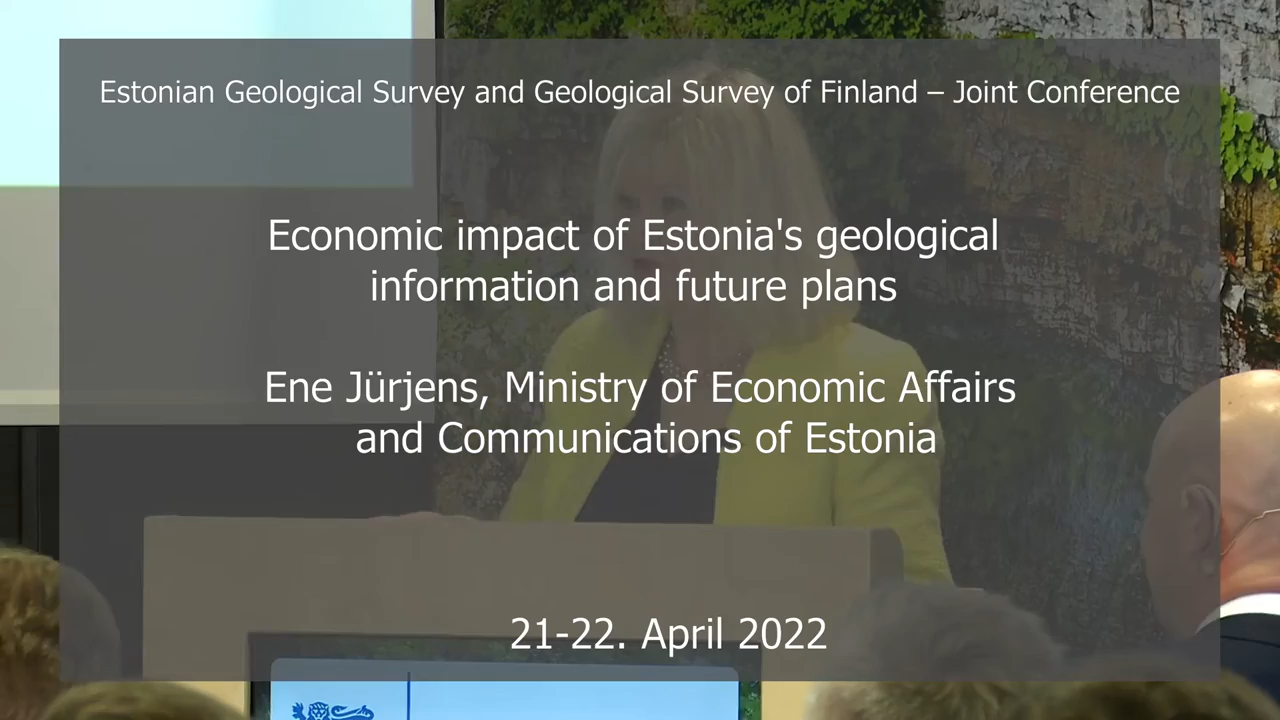 Estonian Geological Survey and Geological Survey of Finland – Joint Conference
Economic impact of Estonia's geological
information and future plans
Ene Jürjens, Ministry of Economic Affairs
and Communications of Estonia
21-22. April 2022